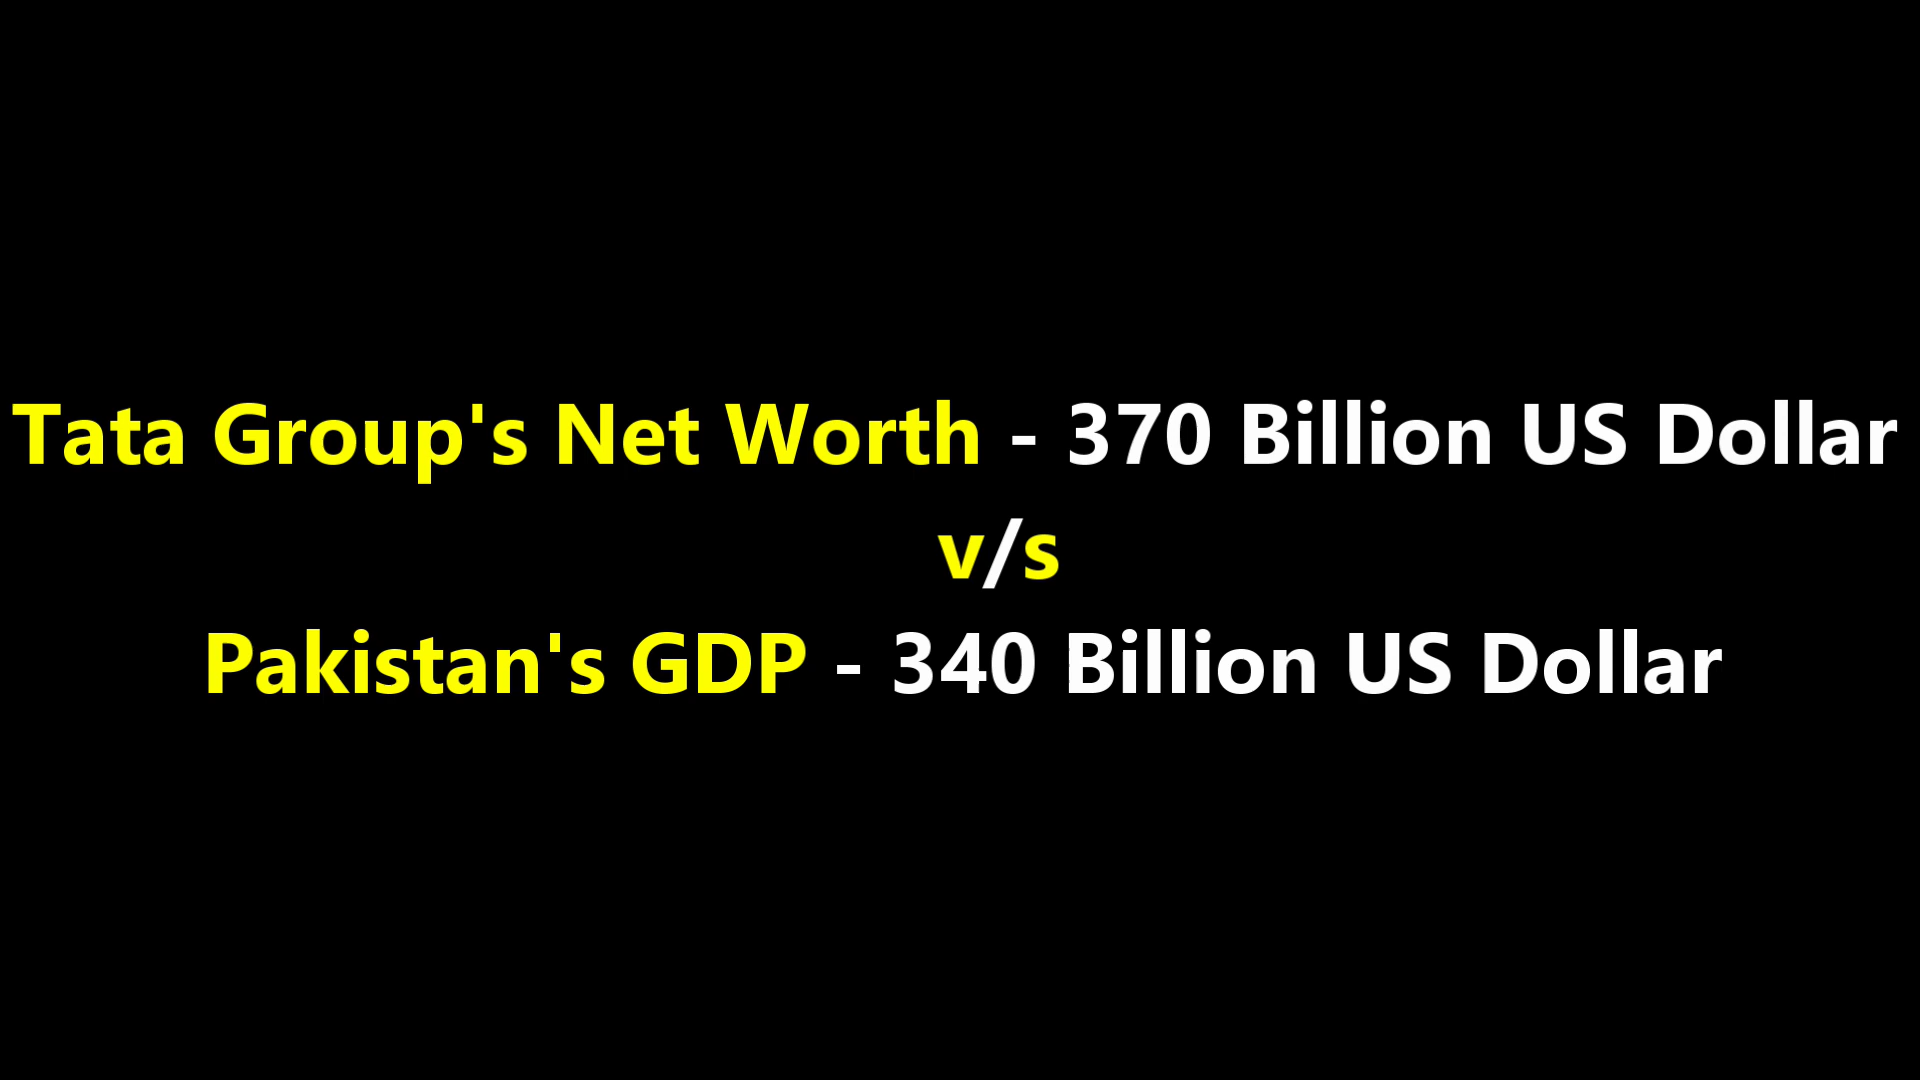 Tata Group's Net Worth - 370 Billion US Dollar
v/s
Pakistan's GDP - 340 Billion US Dollar